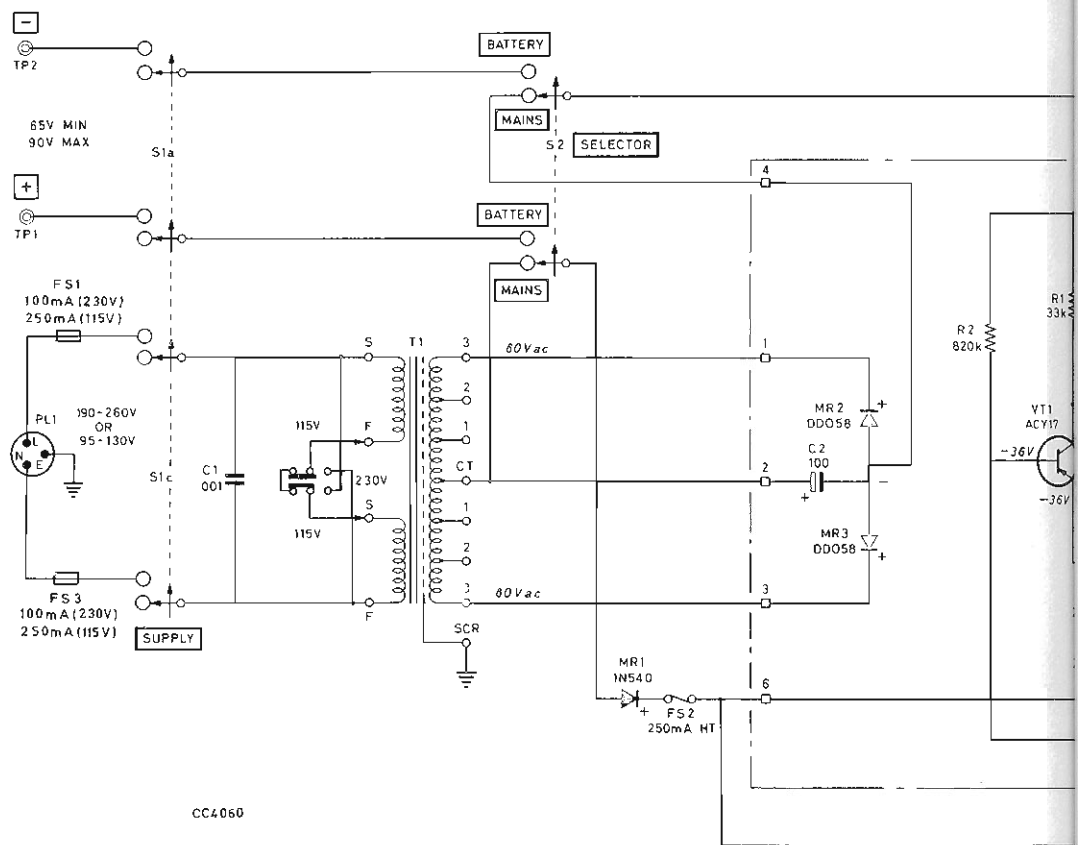 −
TP2
65V MIN
90V MAX
S1a
+
TP1
FS1
100mA (230V)
250mA (115V)
PL1
L
N
E
190-260V
OR
95-130V
S1c
FS3
100mA (230V)
250mA (115V)
SUPPLY
C1
001
115V
230V
115V
S
F
S
F
T1
3
2
1
CT
1
2
3
SCR
60Vac
60Vac
BATTERY
MAINS
S2
SELECTOR
BATTERY
MAINS
4
1
2
3
6
MR2
DD058
+
C2
100
+
−
MR3
DD058
+
MR1
1N540
+
FS2
250mA HT
R2
820k
R1
33k
VT1
ACY17
−36V
−36V
CC4060